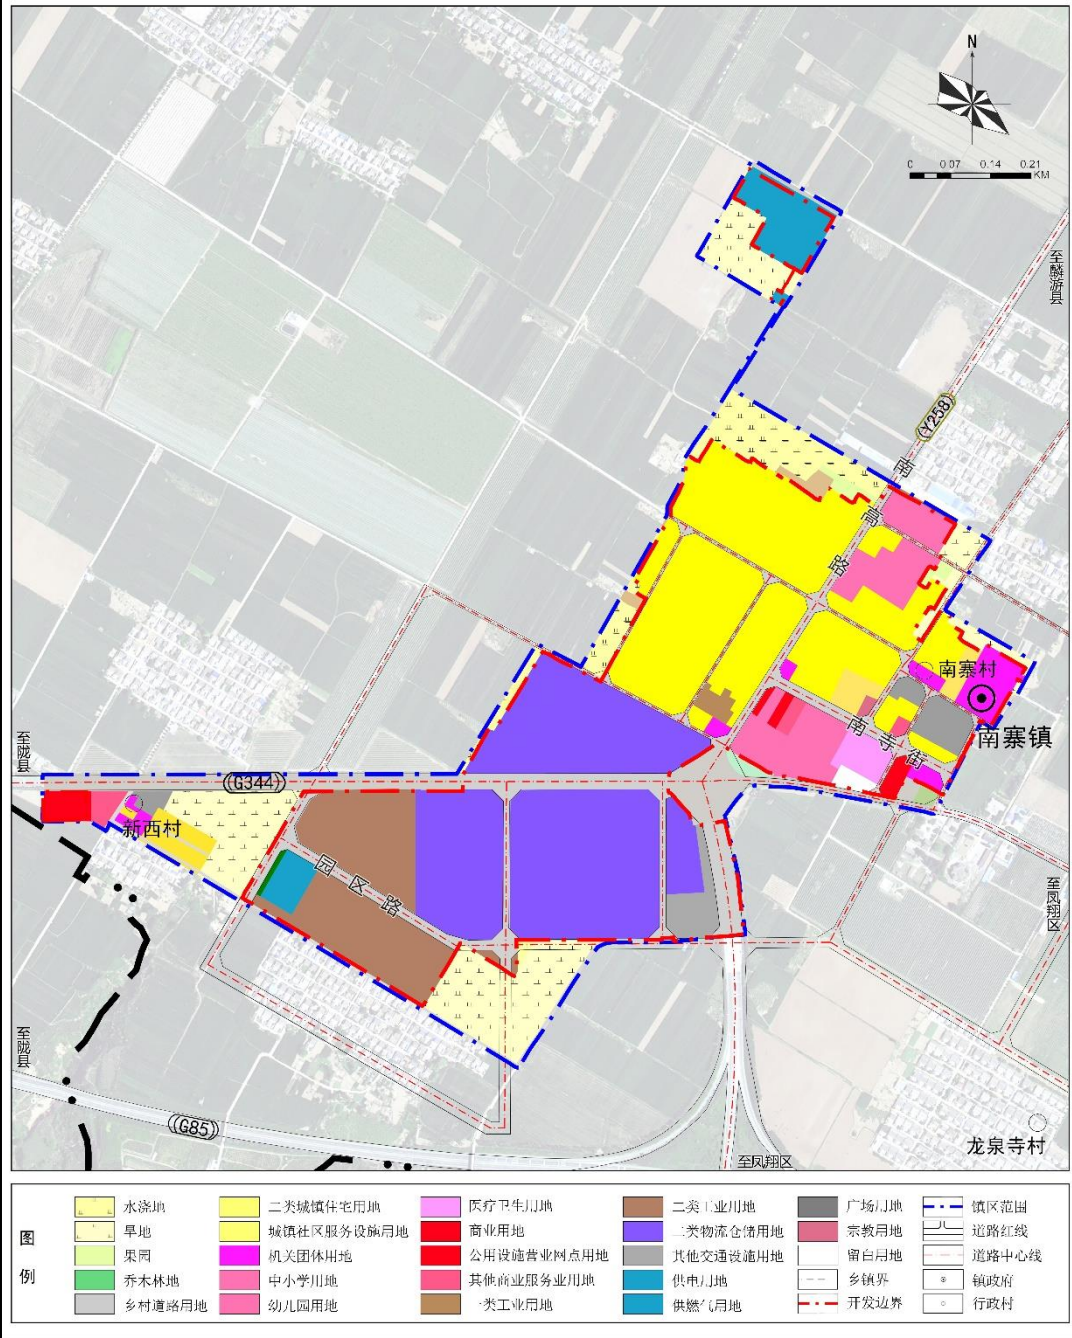 N
0 0.07 0.14 0.21
KM
至麟游县
(Y258)
南
高
路
南寨村
南寨镇
南寺街
至陇县
(G344)
新西村
园区路
至凤翔区
至陇县
(G85)
至凤翔区
龙泉寺村
图例
水浇地
旱地
果园
乔木林地
乡村道路用地
二类城镇住宅用地
城镇社区服务设施用地
机关团体用地
中小学用地
幼儿园用地
医疗卫生用地
商业用地
公用设施营业网点用地
其他商业服务业用地
一类工业用地
二类工业用地
二类物流仓储用地
其他交通设施用地
供电用地
供燃气用地
广场用地
宗教用地
留白用地
乡镇界
开发边界
镇区范围
道路红线
道路中心线
镇政府
行政村